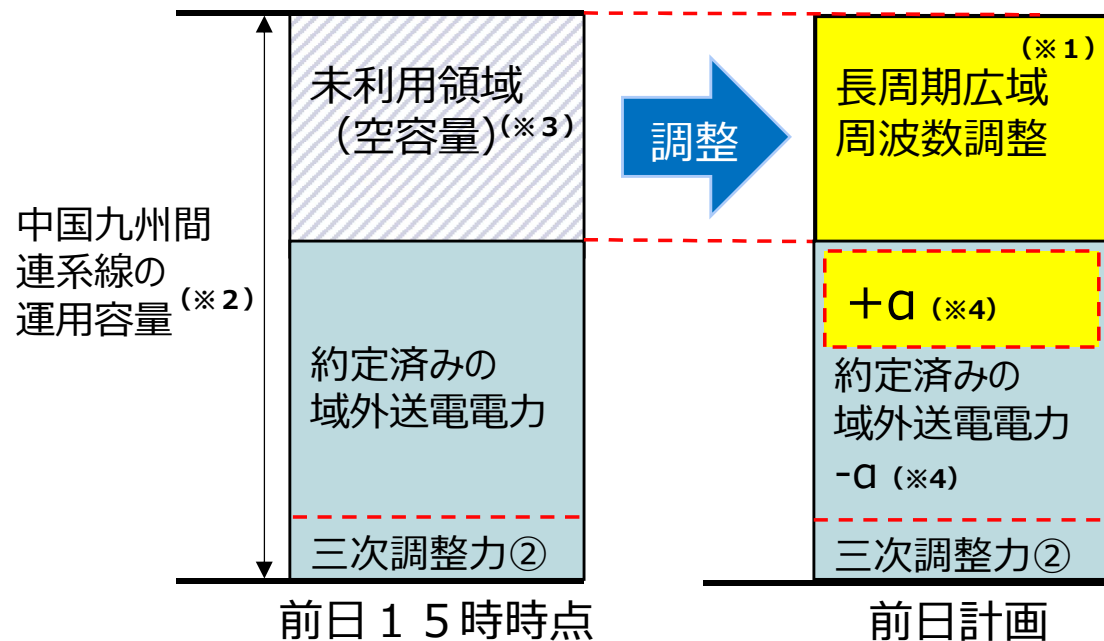 中国九州間
連系線の
運用容量(※2)
未利用領域
(空容量)(※3)
約定済みの
域外送電電力
三次調整力②
前日15時時点
調整
(※1)
長周期広域
周波数調整
+α(※4)
約定済みの
域外送電電力
-α(※4)
三次調整力②
前日計画